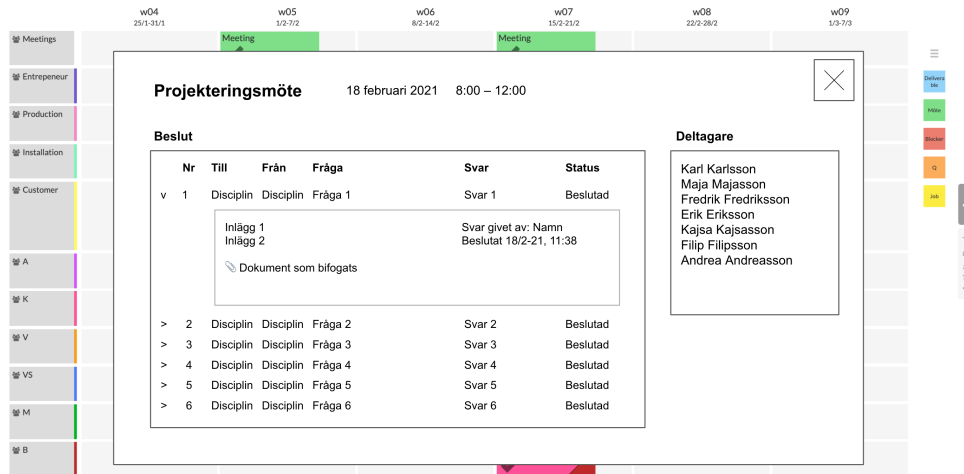 w04 w05 w06 w07 w08 w09
25/1-31/1 1/2-7/2 8/2-14/2 15/2-21/2 22/2-28/2 1/3-7/3
Meetings
Meeting
Meeting
Entrepeneur
Production
Installation
Customer
A
K
V
VS
M
B
Projekteringsmöte 18 februari 2021 8:00 – 12:00
Beslut
Nr Till Från Fråga Svar Status
v 1 Disciplin Disciplin Fråga 1 Svar 1 Beslutad
Inlägg 1 Svar givet av: Namn
Inlägg 2 Beslutat 18/2-21, 11:38
Dokument som bifogats
> 2 Disciplin Disciplin Fråga 2 Svar 2 Beslutad
> 3 Disciplin Disciplin Fråga 3 Svar 3 Beslutad
> 4 Disciplin Disciplin Fråga 4 Svar 4 Beslutad
> 5 Disciplin Disciplin Fråga 5 Svar 5 Beslutad
> 6 Disciplin Disciplin Fråga 6 Svar 6 Beslutad
Deltagare
Karl Karlsson
Maja Majasson
Fredrik Fredriksson
Erik Eriksson
Kajsa Kajsasson
Filip Filipsson
Andrea Andreasson
Delivera
ble
Möte
Blocker
Q
Job